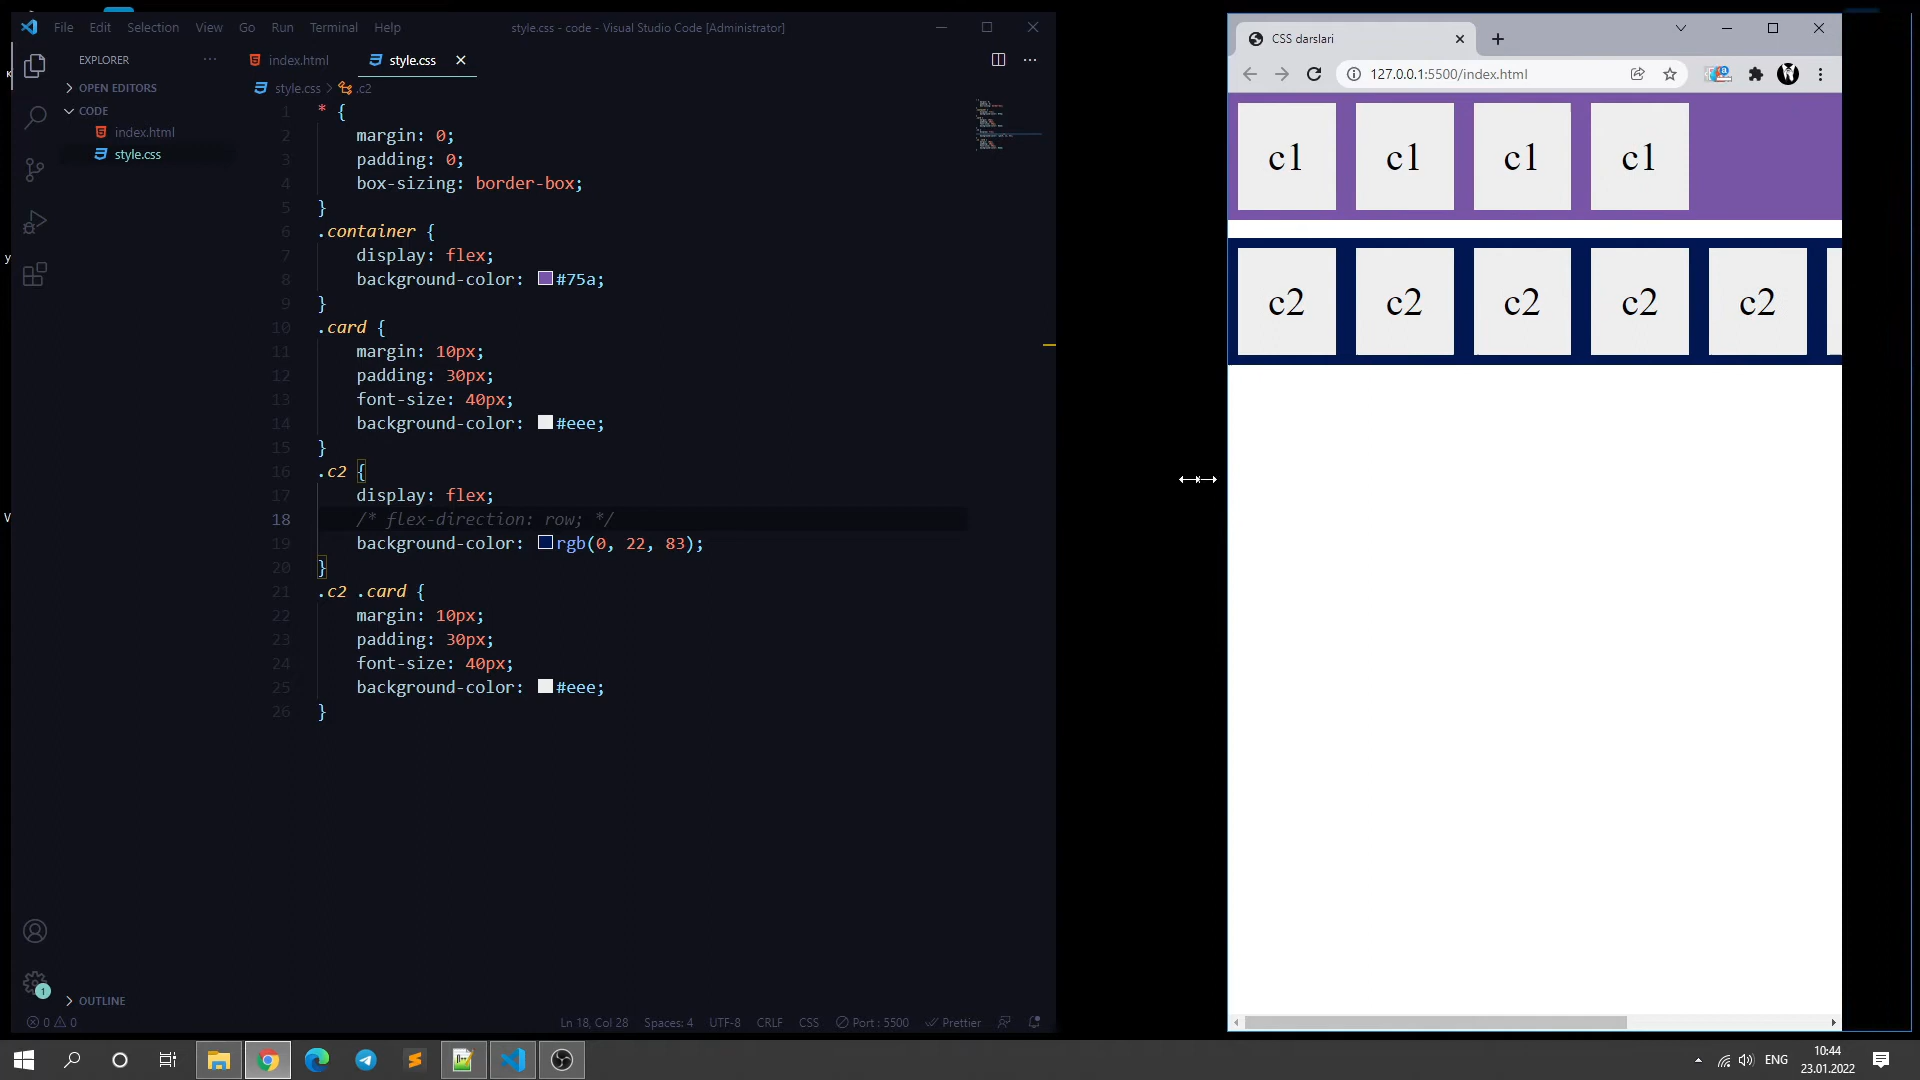 File Edit Selection View Go Run Terminal Help
style.css - code - Visual Studio Code [Administrator]
EXPLORER
OPEN EDITORS
CODE
index.html
style.css
index.html
style.css
style.css > .c2
1 * {
2 margin: 0;
3 padding: 0;
4 box-sizing: border-box;
5 }
6 .container {
7 display: flex;
8 background-color: #75a;
9 }
10 .card {
11 margin: 10px;
12 padding: 30px;
13 font-size: 40px;
14 background-color: #eee;
15 }
16 .c2 {
17 display: flex;
18 /* flex-direction: row; */
19 background-color: rgb(0, 22, 83);
20 }
21 .c2 .card {
22 margin: 10px;
23 padding: 30px;
24 font-size: 40px;
25 background-color: #eee;
26 }
1
OUTLINE
0 0
Ln 18, Col 28 Spaces: 4 UTF-8 CRLF CSS Port : 5500 Prettier
CSS darslari
127.0.0.1:5500/index.html
c1 c1 c1 c1
c2 c2 c2 c2 c2
ENG
10:44
23.01.2022